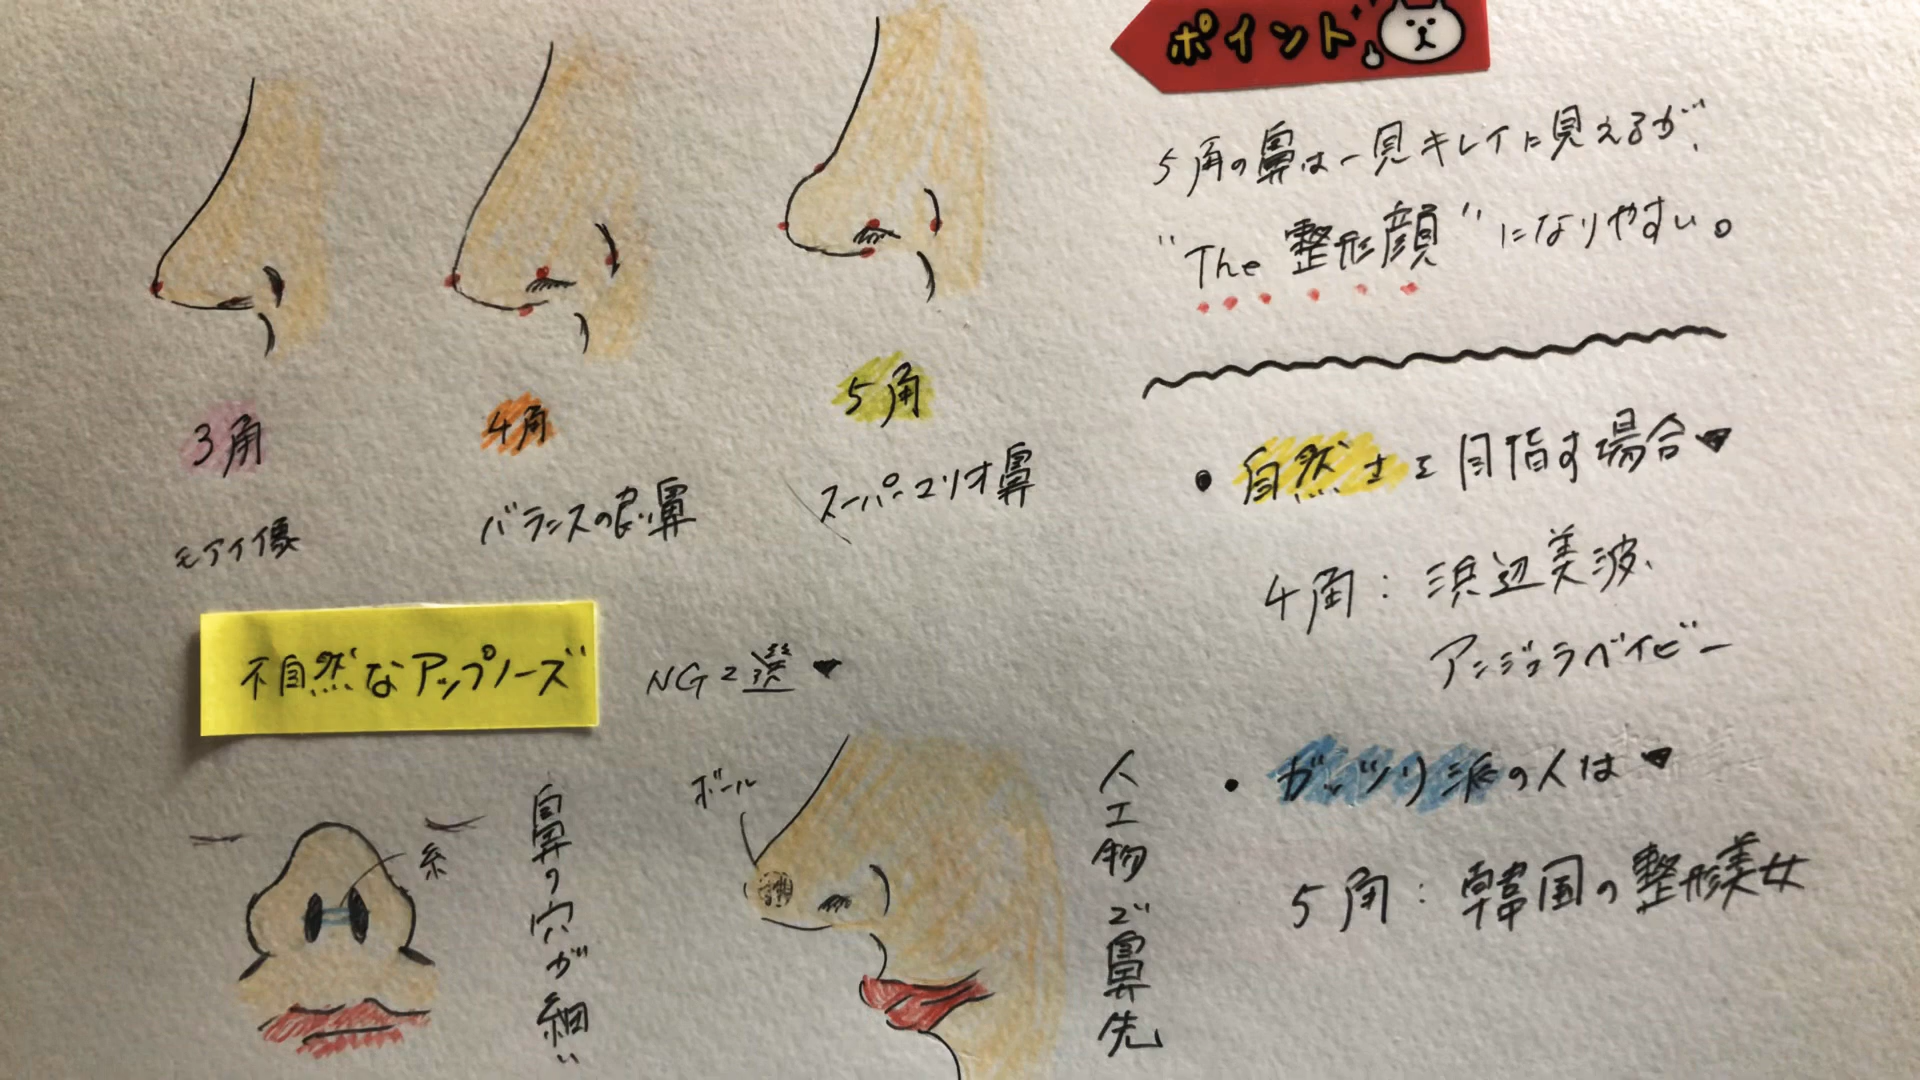 ポイント
5角の鼻は一見キレイに見えるが、
"The 整形顔"になりやすい。
3角
4角
5角
モアイ像
バランスの良い鼻
スーパーマリオ鼻
・自然さを目指す場合♥
4角：浜辺美波、
アンジェラベイビー
不自然なアップノーズ
NG2選♥
糸
鼻の穴が細い
ボール
人工物で鼻先
・ガッツリ派の人は♥
5角：韓国の整形美女